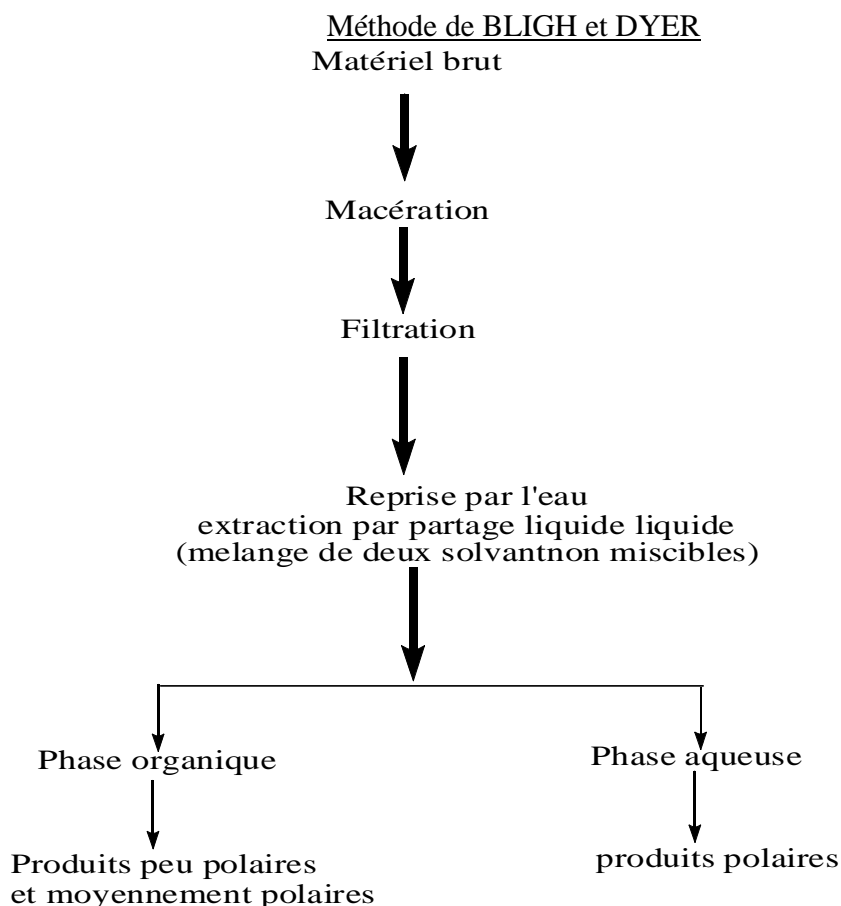 Méthode de BLIGH et DYER
Matériel brut
Macération
Filtration
Reprise par l'eau
extraction par partage liquide liquide
(melange de deux solvantnon miscibles)
Phase organique
Phase aqueuse
Produits peu polaires
et moyennement polaires
produits polaires